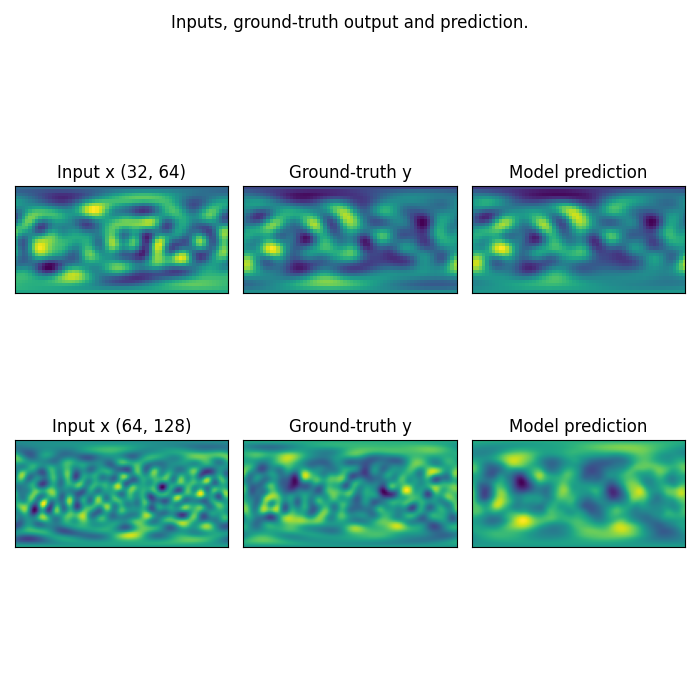 Inputs, ground-truth output and prediction.
Input x (32, 64)
Ground-truth y
Model prediction
Input x (64, 128)
Ground-truth y
Model prediction